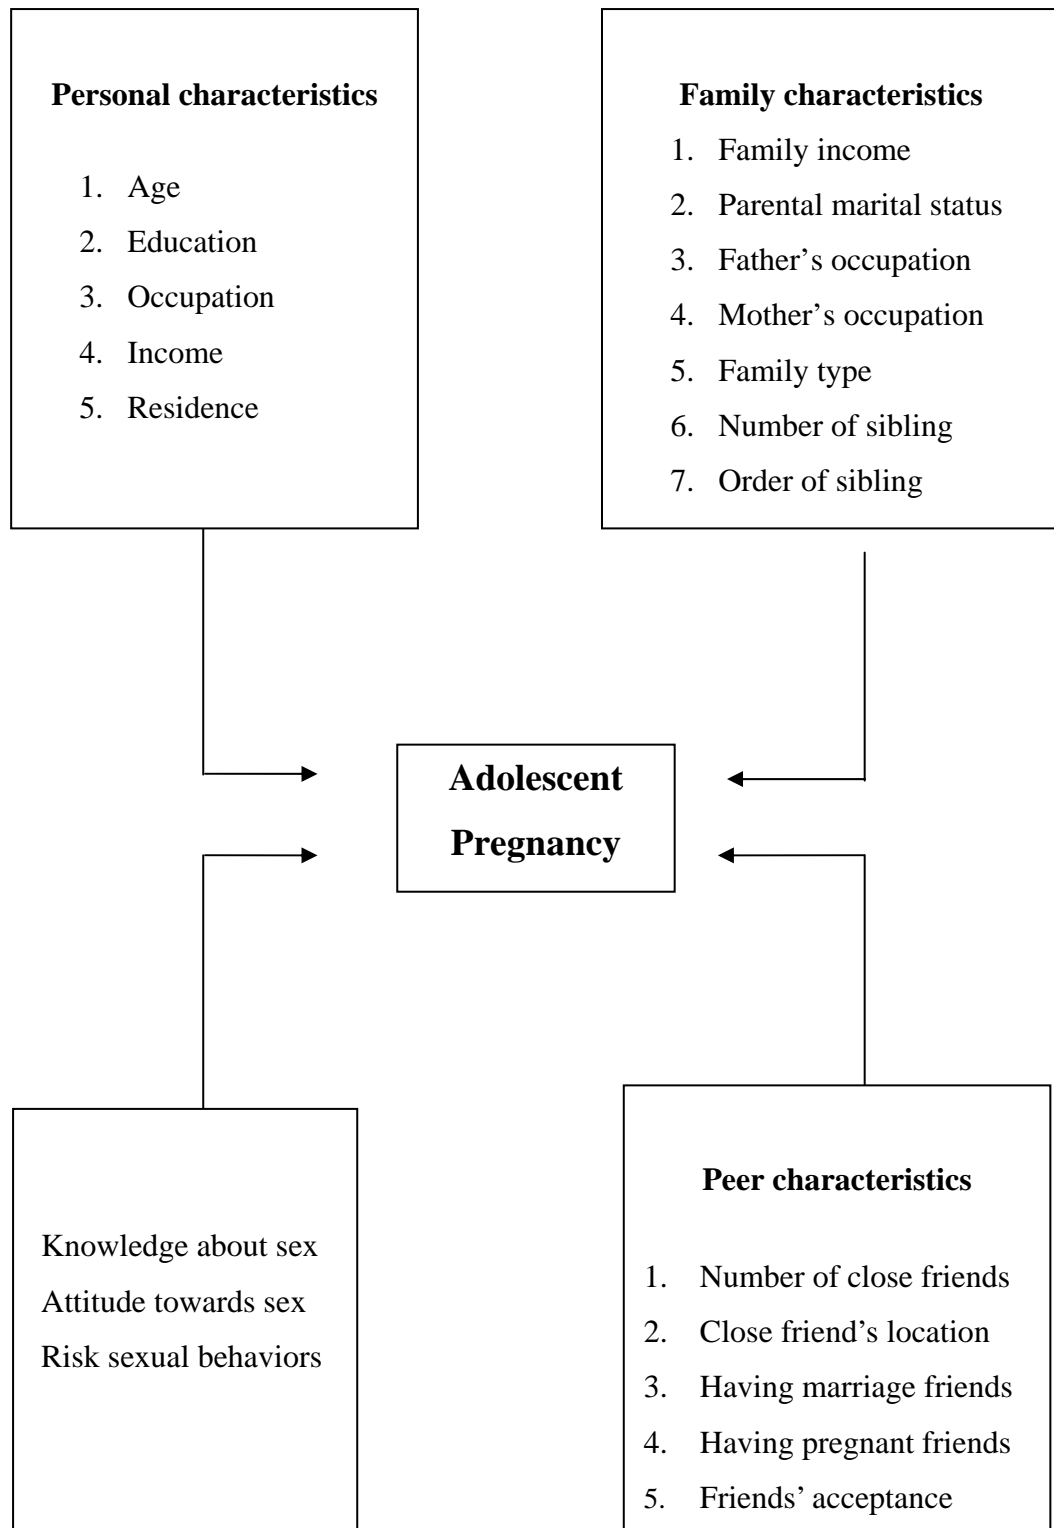 Personal characteristics
1. Age
2. Education
3. Occupation
4. Income
5. Residence
Family characteristics
1. Family income
2. Parental marital status
3. Father’s occupation
4. Mother’s occupation
5. Family type
6. Number of sibling
7. Order of sibling
Adolescent
Pregnancy
Knowledge about sex
Attitude towards sex
Risk sexual behaviors
Peer characteristics
1. Number of close friends
2. Close friend’s location
3. Having marriage friends
4. Having pregnant friends
5. Friends’ acceptance